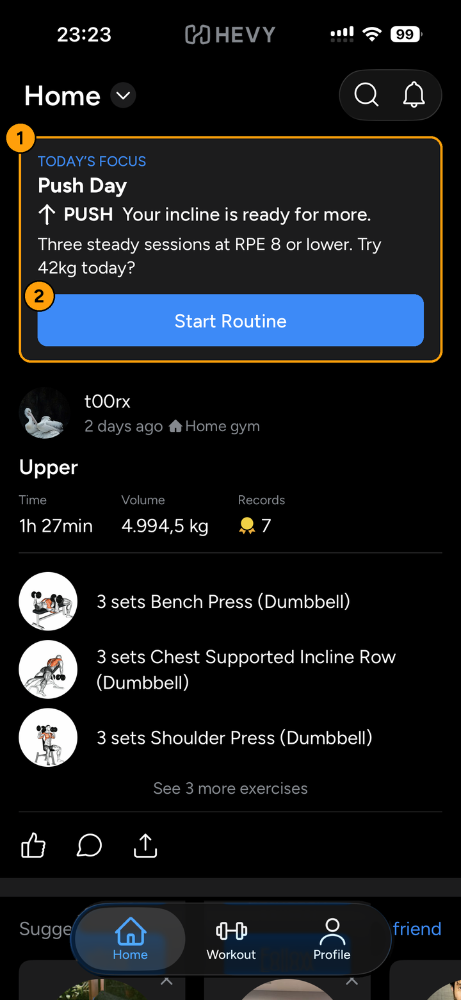 23:23 HEVY 99
Home
1
TODAY'S FOCUS
Push Day
↑ PUSH Your incline is ready for more.
Three steady sessions at RPE 8 or lower. Try
42kg today?
2
Start Routine
t00rx
2 days ago Home gym
Upper
Time Volume Records
1h 27min 4.994,5 kg 7
3 sets Bench Press (Dumbbell)
3 sets Chest Supported Incline Row
(Dumbbell)
3 sets Shoulder Press (Dumbbell)
See 3 more exercises
friend
Home Workout Profile